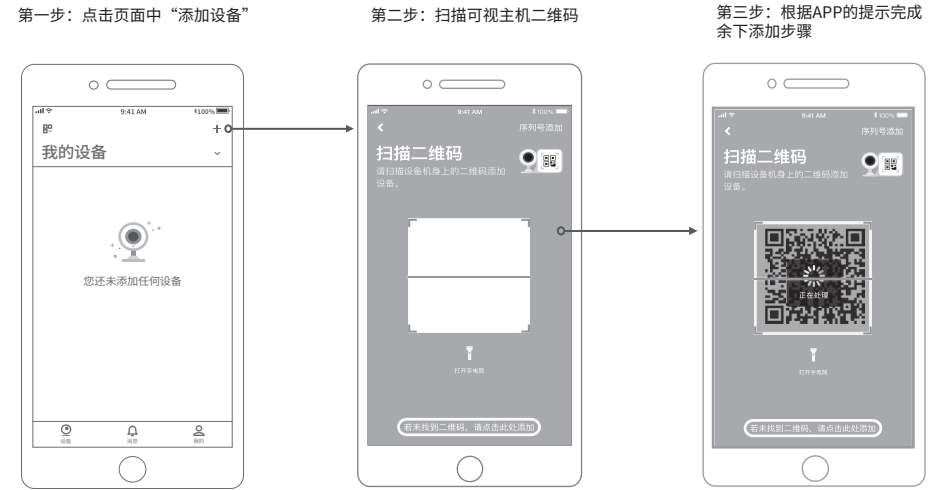 第一步：点击页面中“添加设备”
第二步：扫描可视主机二维码
第三步：根据APP的提示完成
余下添加步骤
9:41 AM
100%
我的设备
您还未添加任何设备
设备
消息
我的
9:41 AM
100%
序列号添加
扫描二维码
请扫描设备机身上的二维码添加
设备。
打开手电筒
若未找到二维码，请点击此处添加
9:41 AM
100%
序列号添加
扫描二维码
请扫描设备机身上的二维码添加
设备。
正在处理
打开手电筒
若未找到二维码，请点击此处添加